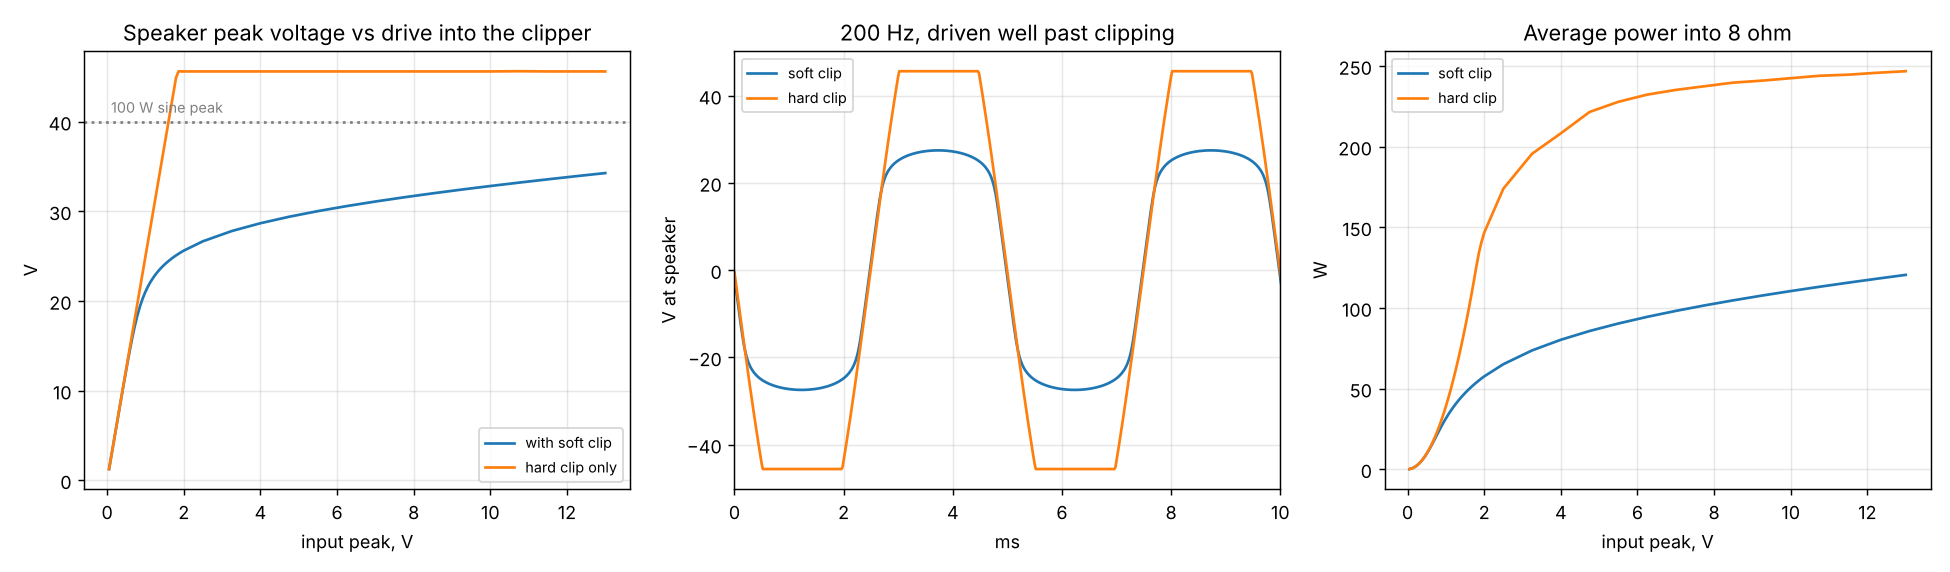 Speaker peak voltage vs drive into the clipper
100 W sine peak
V
40
30
20
10
0
with soft clip
hard clip only
0 2 4 6 8 10 12
input peak, V
200 Hz, driven well past clipping
soft clip
hard clip
V at speaker
40
20
0
−20
−40
0 2 4 6 8 10
ms
Average power into 8 ohm
soft clip
hard clip
W
250
200
150
100
50
0
0 2 4 6 8 10 12
input peak, V